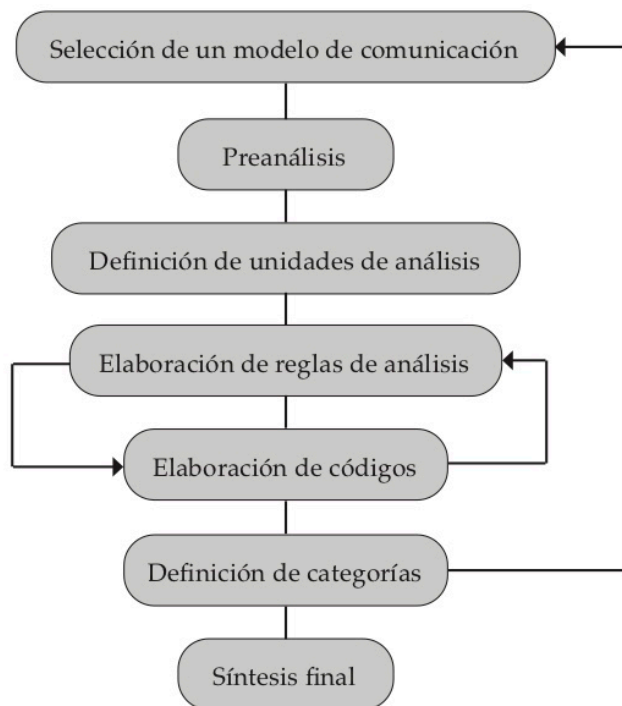 Selección de un modelo de comunicación
Preanálisis
Definición de unidades de análisis
Elaboración de reglas de análisis
Elaboración de códigos
Definición de categorías
Síntesis final